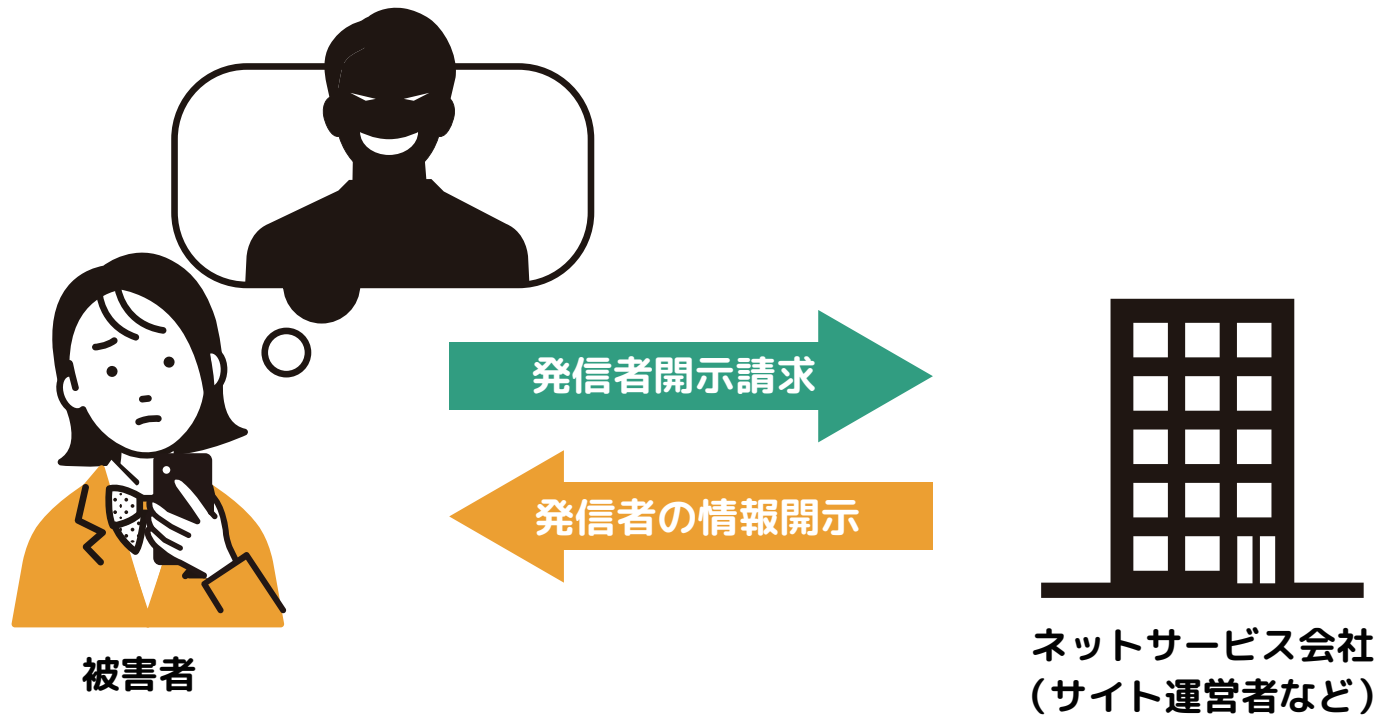 発信者開示請求
発信者の情報開示
被害者
ネットサービス会社
(サイト運営者など)